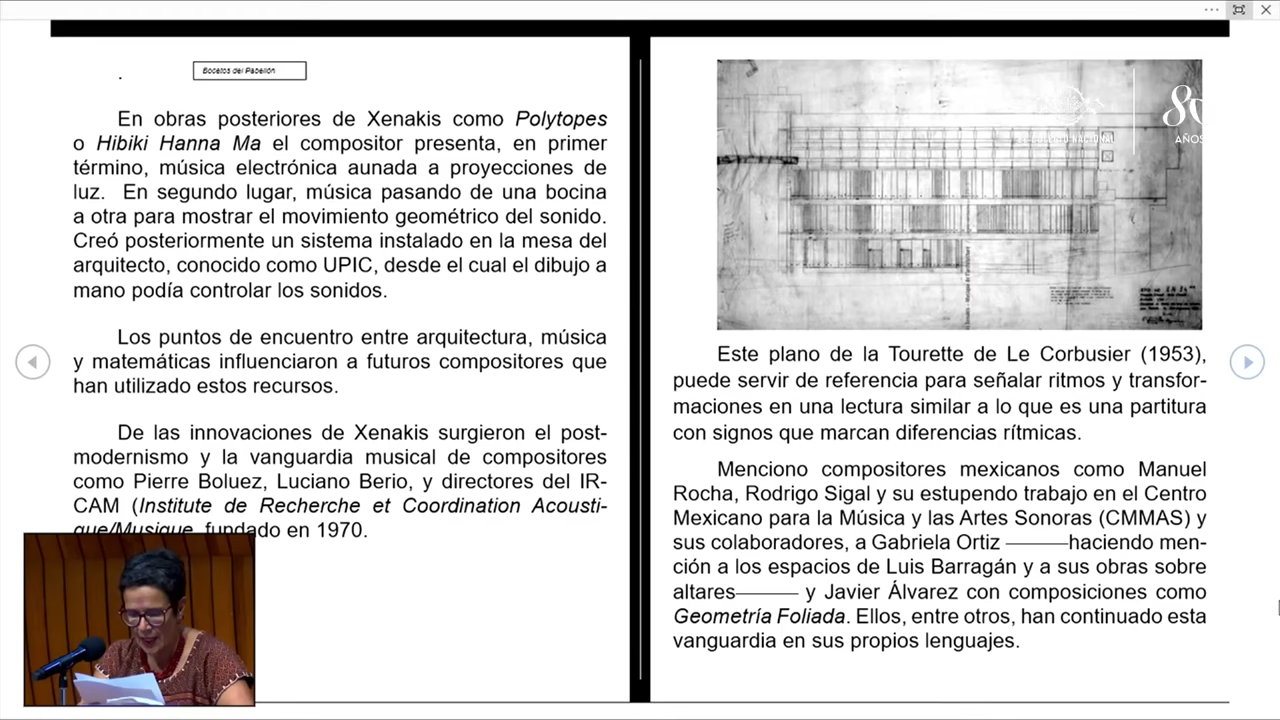 Bocetos del Pabellón
En obras posteriores de Xenakis como Polytopes
o Hibiki Hanna Ma el compositor presenta, en primer
término, música electrónica aunada a proyecciones de
luz. En segundo lugar, música pasando de una bocina
a otra para mostrar el movimiento geométrico del sonido.
Creó posteriormente un sistema instalado en la mesa del
arquitecto, conocido como UPIC, desde el cual el dibujo a
mano podía controlar los sonidos.
Los puntos de encuentro entre arquitectura, música
y matemáticas influenciaron a futuros compositores que
han utilizado estos recursos.
De las innovaciones de Xenakis surgieron el post-
modernismo y la vanguardia musical de compositores
como Pierre Boluez, Luciano Berio, y directores del IR-
CAM (Institute de Recherche et Coordination Acousti-
que/Musique, fundado en 1970.
80
AÑOS
NACIONAL
Este plano de la Tourette de Le Corbusier (1953),
puede servir de referencia para señalar ritmos y transfor-
maciones en una lectura similar a lo que es una partitura
con signos que marcan diferencias rítmicas.
Menciono compositores mexicanos como Manuel
Rocha, Rodrigo Sigal y su estupendo trabajo en el Centro
Mexicano para la Música y las Artes Sonoras (CMMAS) y
sus colaboradores, a Gabriela Ortiz ———haciendo men-
ción a los espacios de Luis Barragán y a sus obras sobre
altares——— y Javier Álvarez con composiciones como
Geometría Foliada. Ellos, entre otros, han continuado esta
vanguardia en sus propios lenguajes.